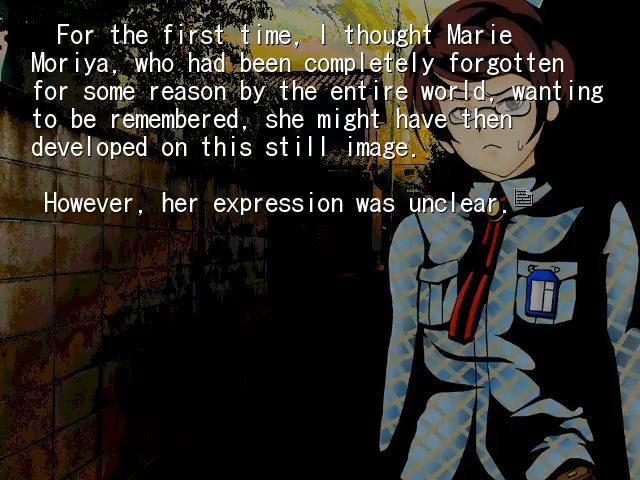 For the first time, I thought Marie
Moriya, who had been completely forgotten
for some reason by the entire world, wanting
to be remembered, she might have then
developed on this still image.
However, her expression was unclear.